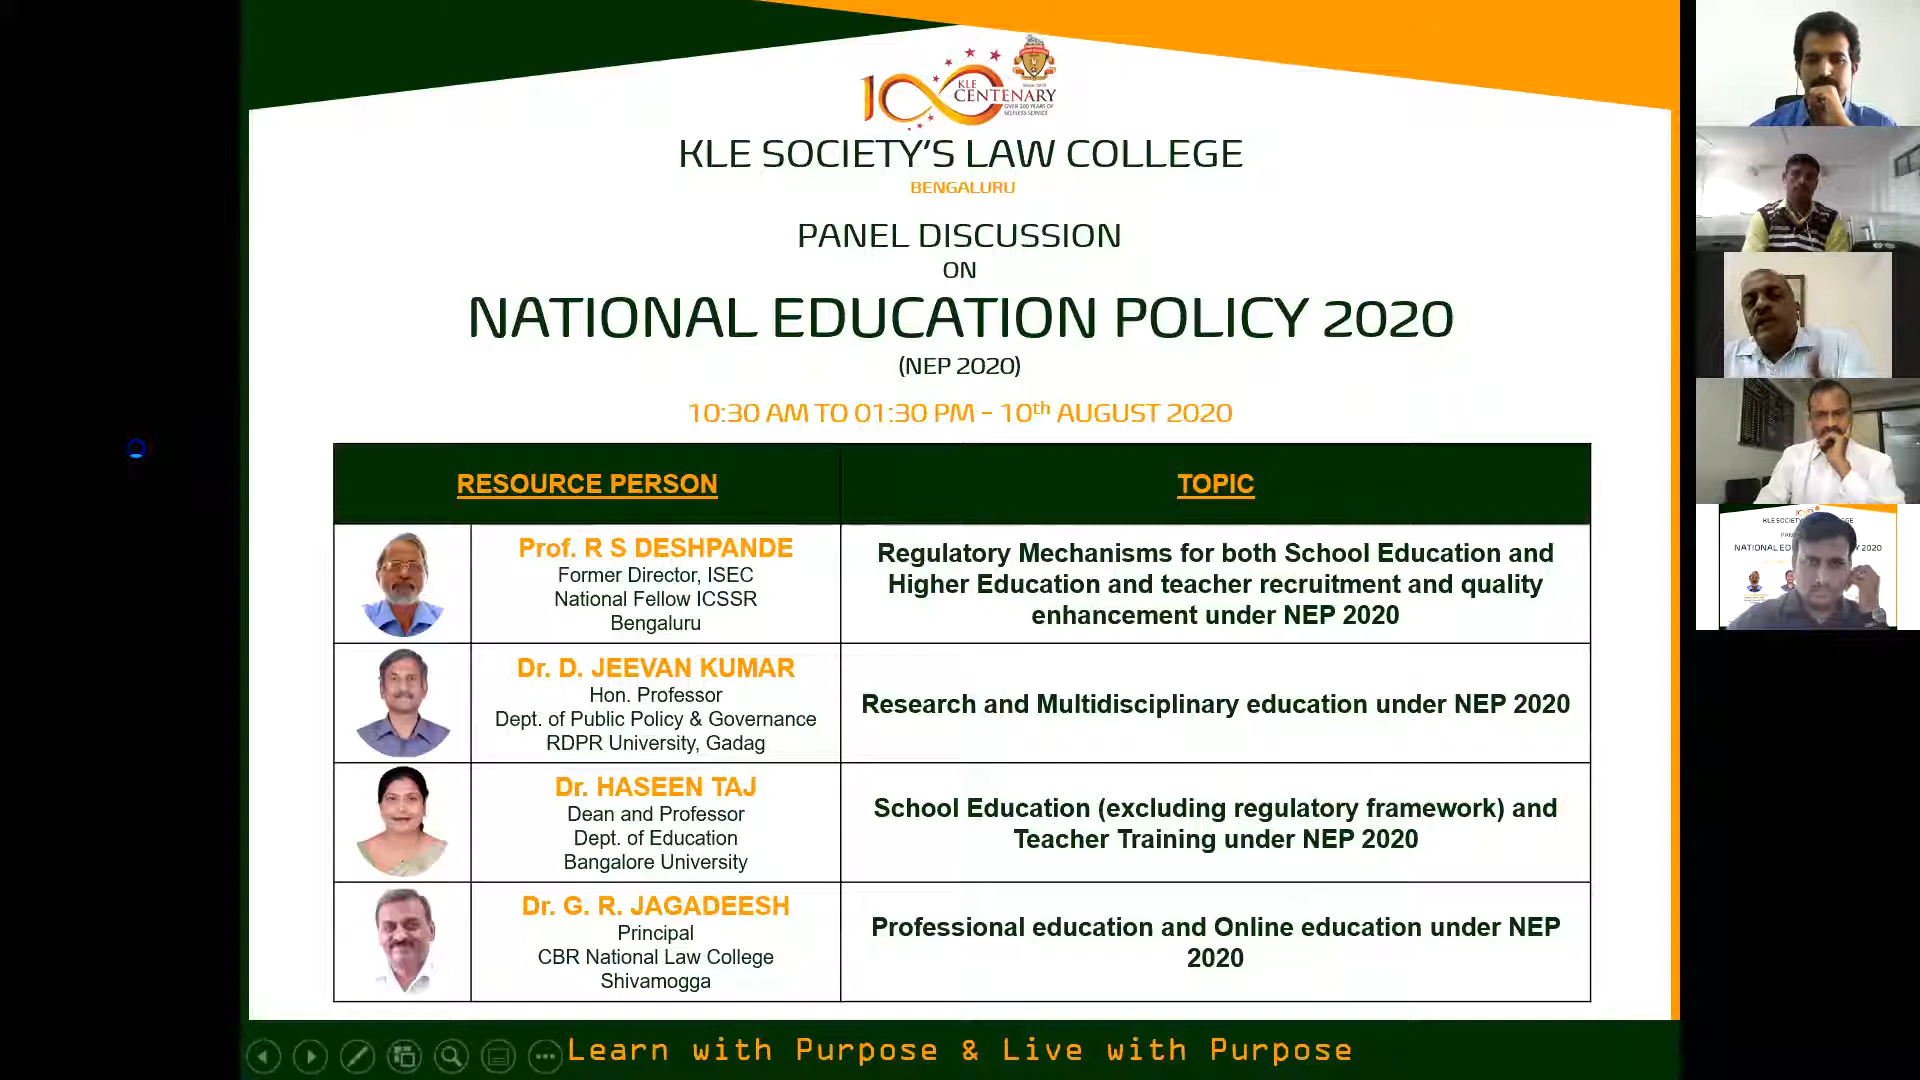 KLE
CENTENARY
OVER 100 YEARS OF
SELFLESS SERVICE
KLE SOCIETY'S LAW COLLEGE
BENGALURU
PANEL DISCUSSION
ON
NATIONAL EDUCATION POLICY 2020
(NEP 2020)
10:30 AM TO 01:30 PM - 10th AUGUST 2020
RESOURCE PERSON
TOPIC
Prof. R S DESHPANDE
Former Director, ISEC
National Fellow ICSSR
Bengaluru
Regulatory Mechanisms for both School Education and
Higher Education and teacher recruitment and quality
enhancement under NEP 2020
Dr. D. JEEVAN KUMAR
Hon. Professor
Dept. of Public Policy & Governance
RDPR University, Gadag
Research and Multidisciplinary education under NEP 2020
Dr. HASEEN TAJ
Dean and Professor
Dept. of Education
Bangalore University
School Education (excluding regulatory framework) and
Teacher Training under NEP 2020
Dr. G. R. JAGADEESH
Principal
CBR National Law College
Shivamogga
Professional education and Online education under NEP
2020
Learn with Purpose & Live with Purpose